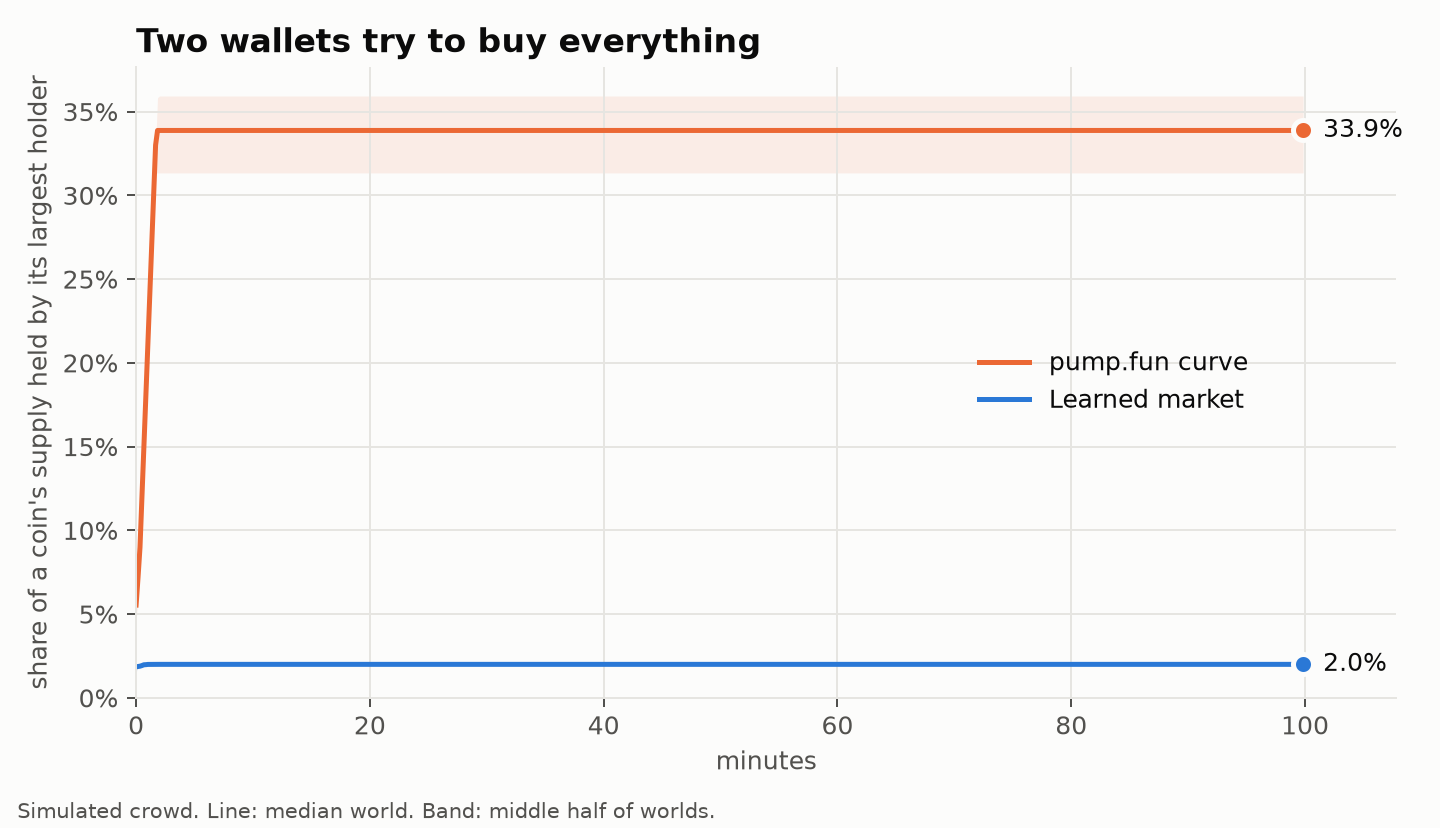 Two wallets try to buy everything
share of a coin's supply held by its largest holder
35%
30%
25%
20%
15%
10%
5%
0%
33.9%
pump.fun curve
Learned market
2.0%
0 20 40 60 80 100
minutes
Simulated crowd. Line: median world. Band: middle half of worlds.